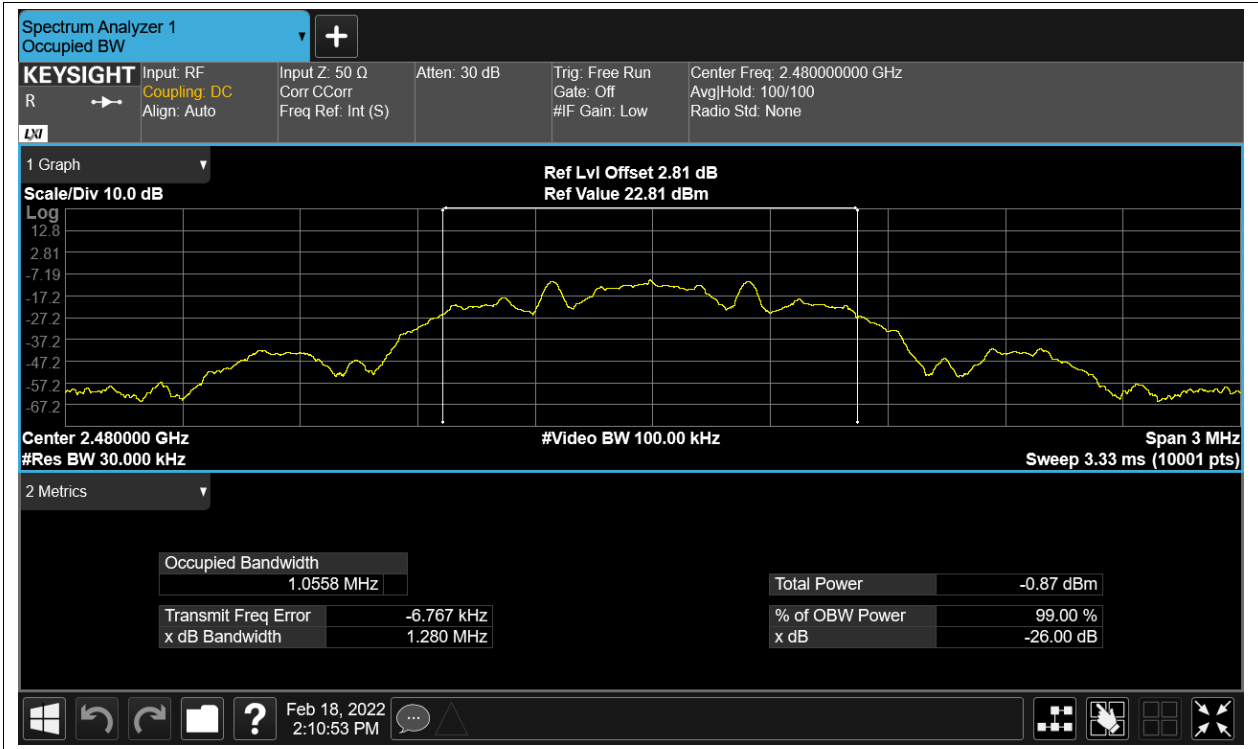 Spectrum Analyzer 1
Occupied BW
KEYSIGHT
R
LXI
Input: RF
Coupling: DC
Align: Auto
Input Z: 50 Ω
Corr CCorr
Freq Ref: Int (S)
Atten: 30 dB
Trig: Free Run
Gate: Off
#IF Gain: Low
Center Freq: 2.480000000 GHz
Avg|Hold: 100/100
Radio Std: None
1 Graph
Scale/Div 10.0 dB
Ref Lvl Offset 2.81 dB
Ref Value 22.81 dBm
Log
12.8
2.81
-7.19
-17.2
-27.2
-37.2
-47.2
-57.2
-67.2
Center 2.480000 GHz
#Res BW 30.000 kHz
#Video BW 100.00 kHz
Span 3 MHz
Sweep 3.33 ms (10001 pts)
2 Metrics
Occupied Bandwidth
1.0558 MHz
Transmit Freq Error -6.767 kHz
x dB Bandwidth 1.280 MHz
Total Power -0.87 dBm
% of OBW Power 99.00 %
x dB -26.00 dB
?
Feb 18, 2022
2:10:53 PM